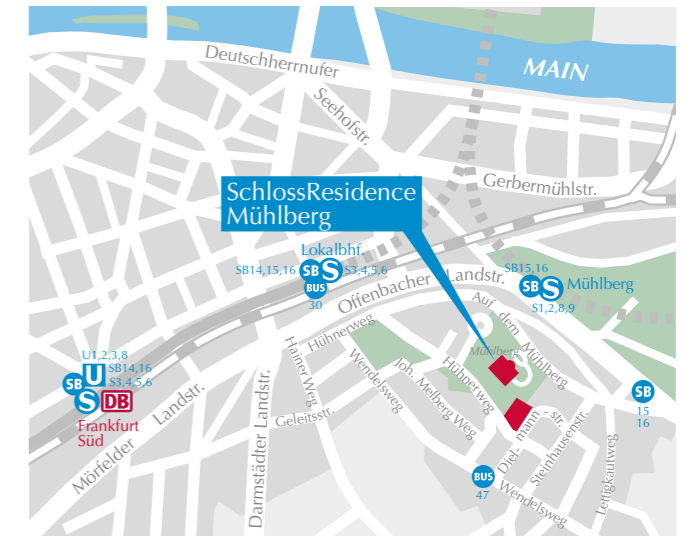 Deutschherrnufer
MAIN
Seehofstr.
Gerbermühlstr.
SchlossResidence
Mühlberg
Lokalbhf.
SB14,15,16
SB
S
S3,4,5,6
BUS
30
Offenbacher Landstr.
SB15,16
SB
S
Mühlberg
S1,2,8,9
Auf dem Mühlberg
Mühlberg
Hühnerweg
Hühnerweg
Hainer Weg
Wendelsweg
Joh. Melberg Weg
U1,2,3,8
SB14,16
S3,4,5,6
SB
U
S
DB
Frankfurt
Süd
Mörfelder Landstr.
Darmstädter Landstr.
Geleitsstr.
Diel-
mann-
str.
Steinhausenstr.
Lettigkautweg
SB
15
16
BUS
47
Wendelsweg